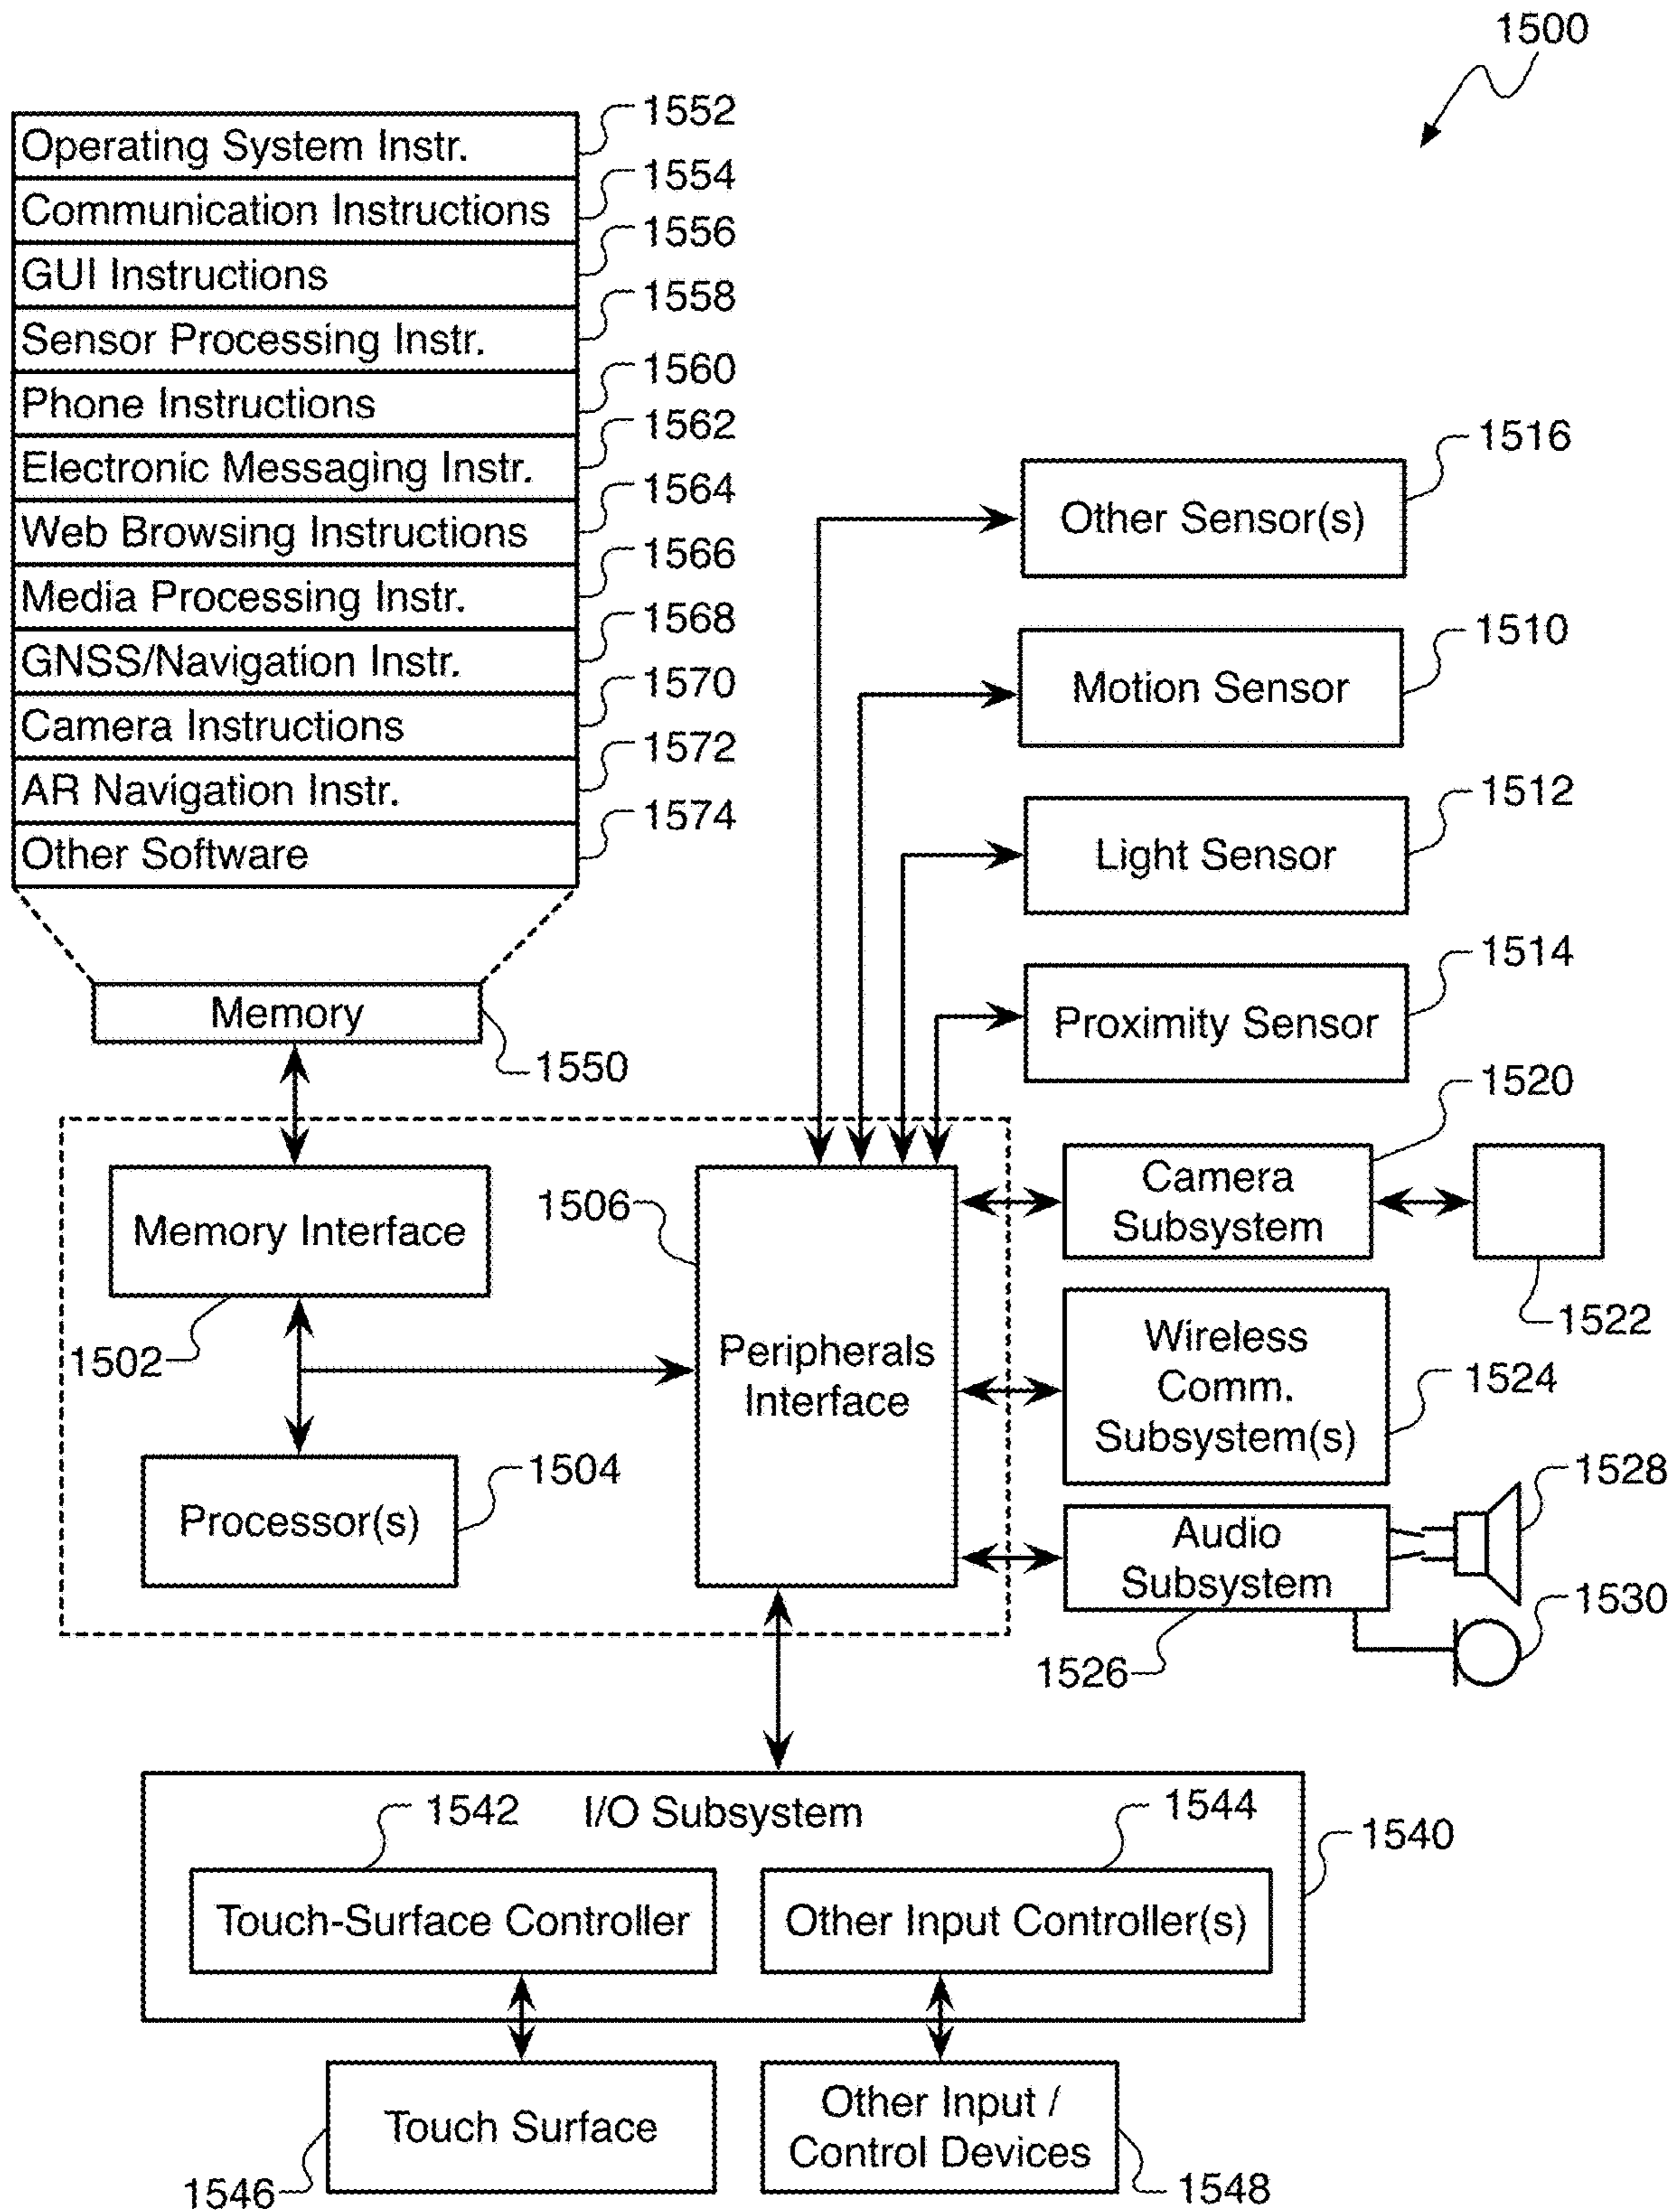 1500
Operating System Instr.
1552
Communication Instructions
1554
GUI Instructions
1556
Sensor Processing Instr.
1558
Phone Instructions
1560
Electronic Messaging Instr.
1562
Web Browsing Instructions
1564
Media Processing Instr.
1566
GNSS/Navigation Instr.
1568
Camera Instructions
1570
AR Navigation Instr.
1572
Other Software
1574
Memory
1550
Other Sensor(s)
1516
Motion Sensor
1510
Light Sensor
1512
Proximity Sensor
1514
Memory Interface
1502
Processor(s)
1504
1506
Peripherals
Interface
Camera
Subsystem
1520
1522
Wireless
Comm.
Subsystem(s)
1524
Audio
Subsystem
1526
1528
1530
I/O Subsystem
1540
1542
Touch-Surface Controller
1544
Other Input Controller(s)
Touch Surface
1546
Other Input /
Control Devices
1548